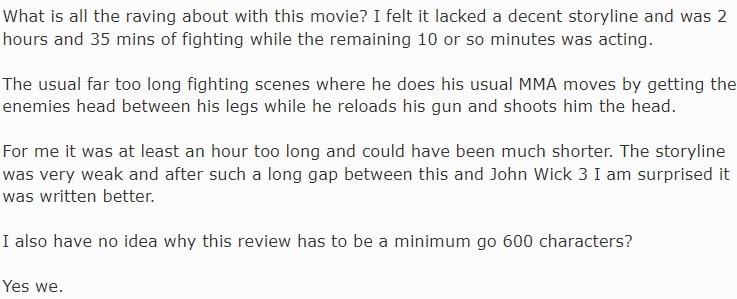 What is all the raving about with this movie? I felt it lacked a decent storyline and was 2
hours and 35 mins of fighting while the remaining 10 or so minutes was acting.
The usual far too long fighting scenes where he does his usual MMA moves by getting the
enemies head between his legs while he reloads his gun and shoots him the head.
For me it was at least an hour too long and could have been much shorter. The storyline
was very weak and after such a long gap between this and John Wick 3 I am surprised it
was written better.
I also have no idea why this review has to be a minimum go 600 characters?
Yes we.